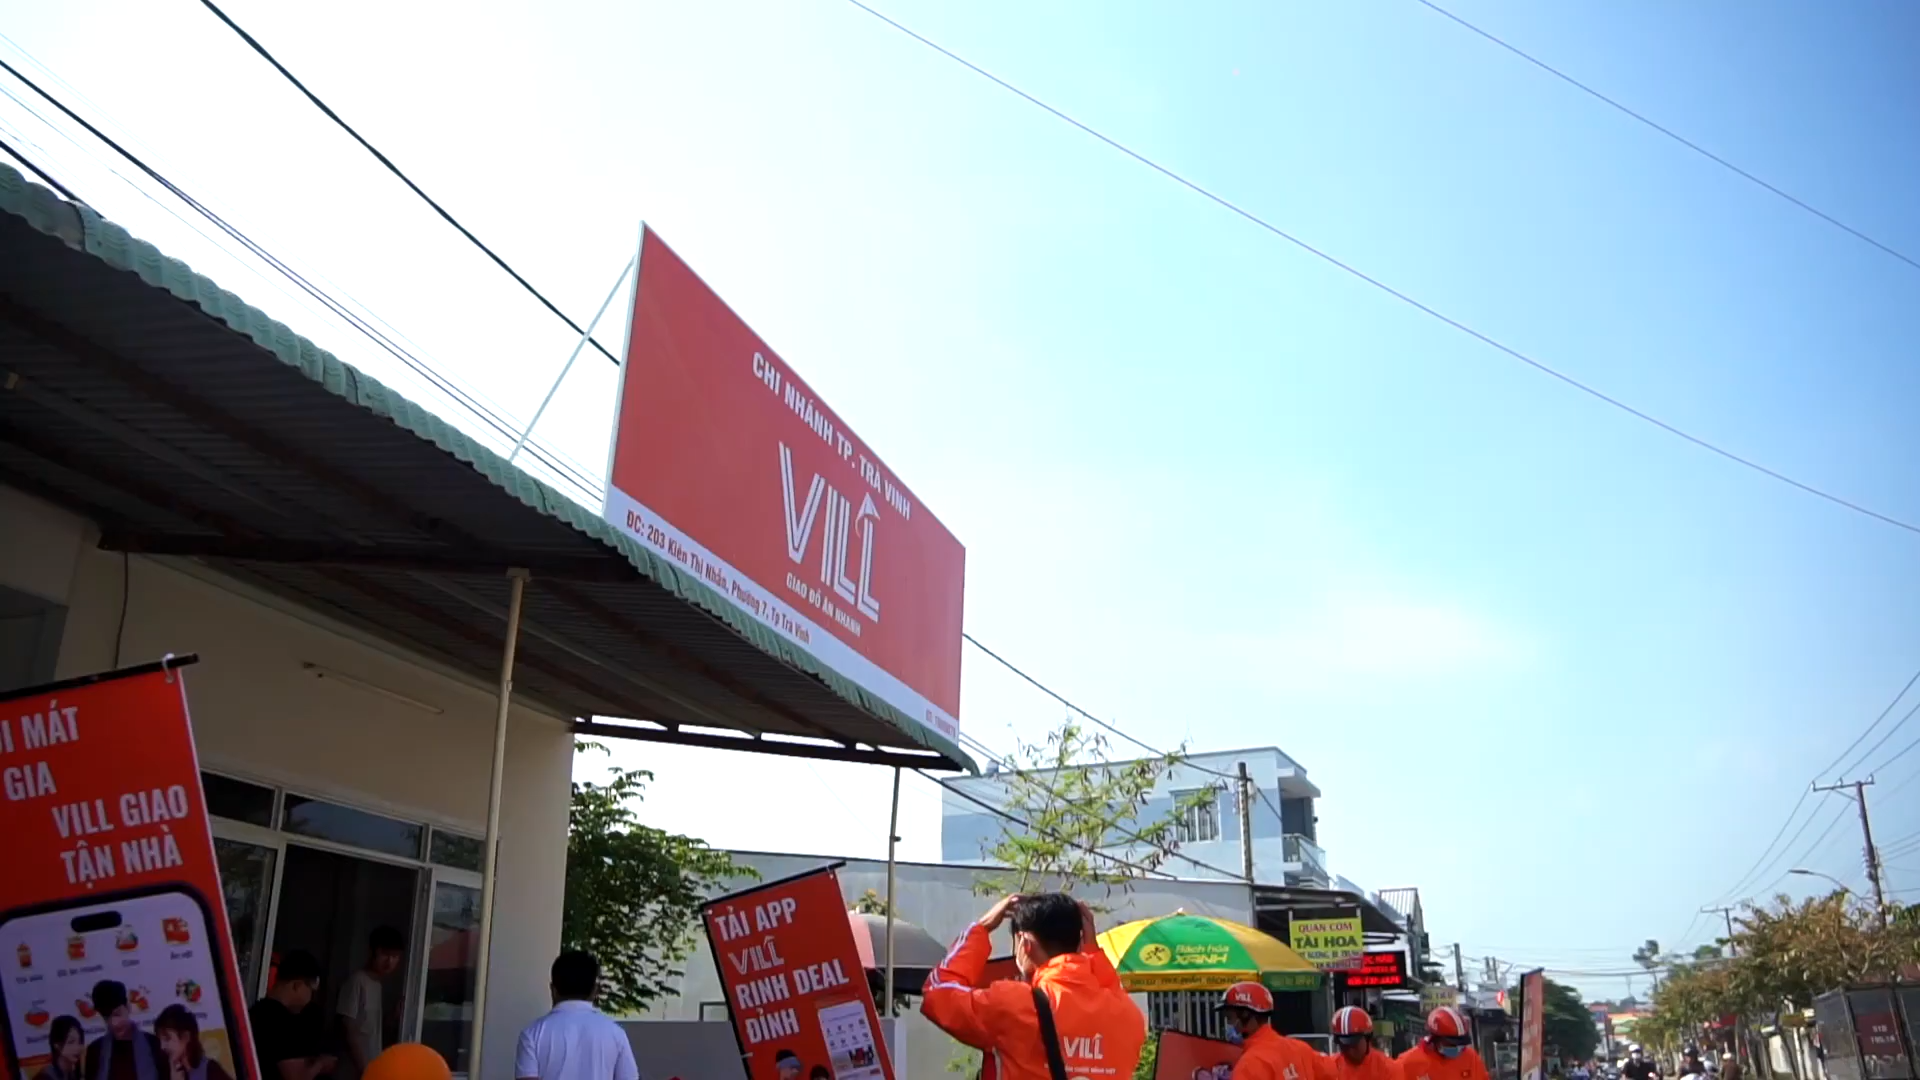 CHI NHÁNH TP. TRÀ VINH
VILL
GIAO ĐỒ ĂN NHANH
ĐC: 203 Kiên Thị Nhẫn, Phường 7, Tp Trà Vinh
MÁT
GIA
VILL GIAO
TẬN NHÀ
TẢI APP
VILL
RINH DEAL
ĐỈNH
Bách hóa
XANH
QUÁN CƠM
TÀI HOA
VILL
VILL